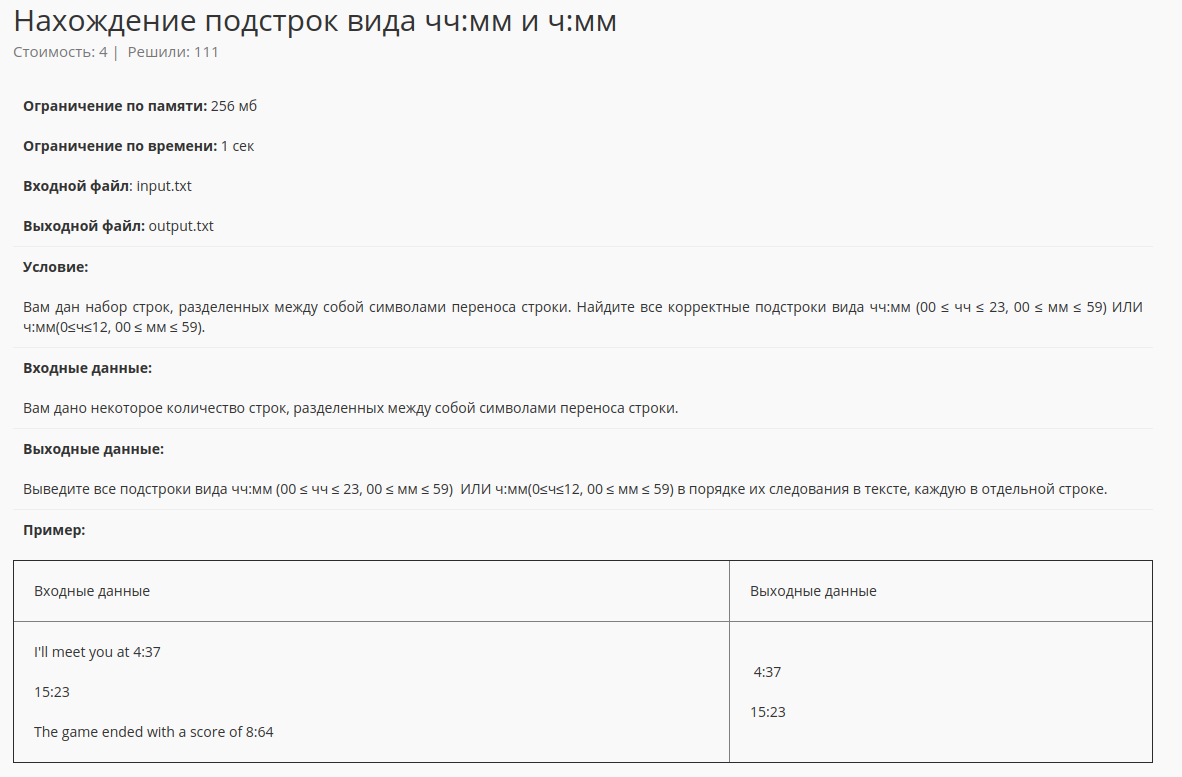 Нахождение подстрок вида чч:мм и ч:мм
Стоимость: 4 | Решили: 111
Ограничение по памяти: 256 мб
Ограничение по времени: 1 сек
Входной файл: input.txt
Выходной файл: output.txt
Условие:
Вам дан набор строк, разделенных между собой символами переноса строки. Найдите все корректные подстроки вида чч:мм (00 ≤ чч ≤ 23, 00 ≤ мм ≤ 59) ИЛИ
ч:мм(0≤ч≤12, 00 ≤ мм ≤ 59).
Входные данные:
Вам дано некоторое количество строк, разделенных между собой символами переноса строки.
Выходные данные:
Выведите все подстроки вида чч:мм (00 ≤ чч ≤ 23, 00 ≤ мм ≤ 59) ИЛИ ч:мм(0≤ч≤12, 00 ≤ мм ≤ 59) в порядке их следования в тексте, каждую в отдельной строке.
Пример:
Входные данные
Выходные данные
I'll meet you at 4:37
15:23
The game ended with a score of 8:64
4:37
15:23